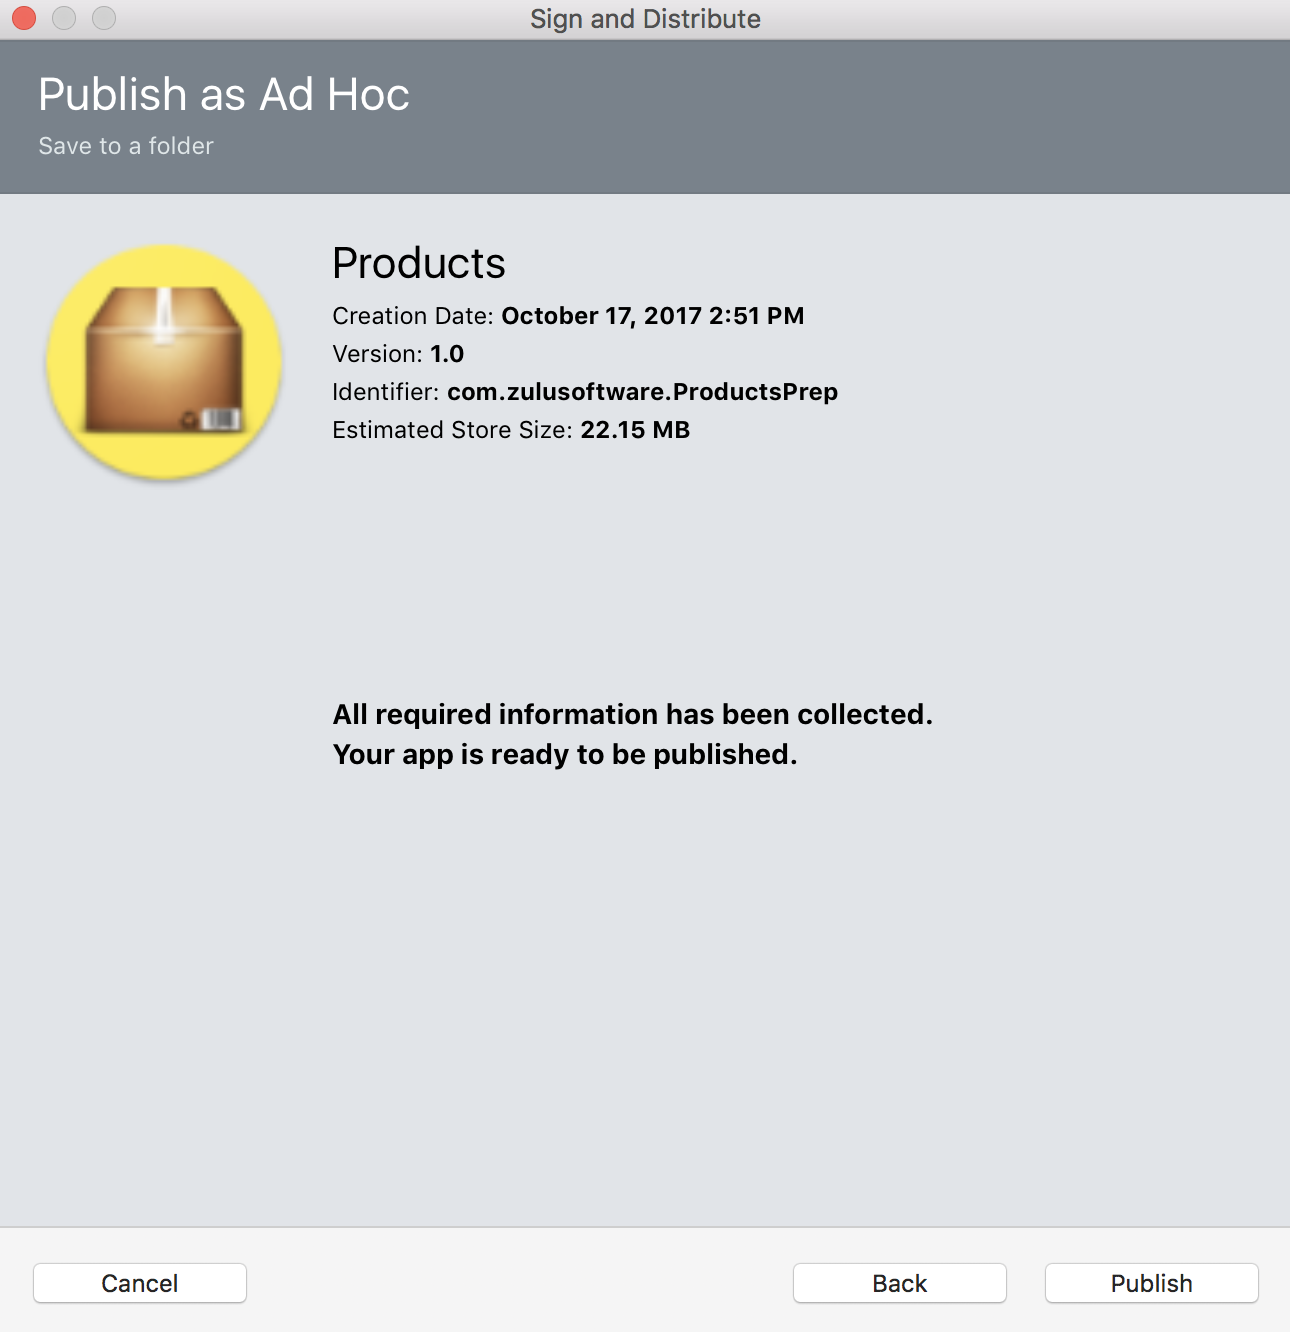 Sign and Distribute
Publish as Ad Hoc
Save to a folder
Products
Creation Date: October 17, 2017 2:51 PM
Version: 1.0
Identifier: com.zulusoftware.ProductsPrep
Estimated Store Size: 22.15 MB
All required information has been collected.
Your app is ready to be published.
Cancel
Back
Publish